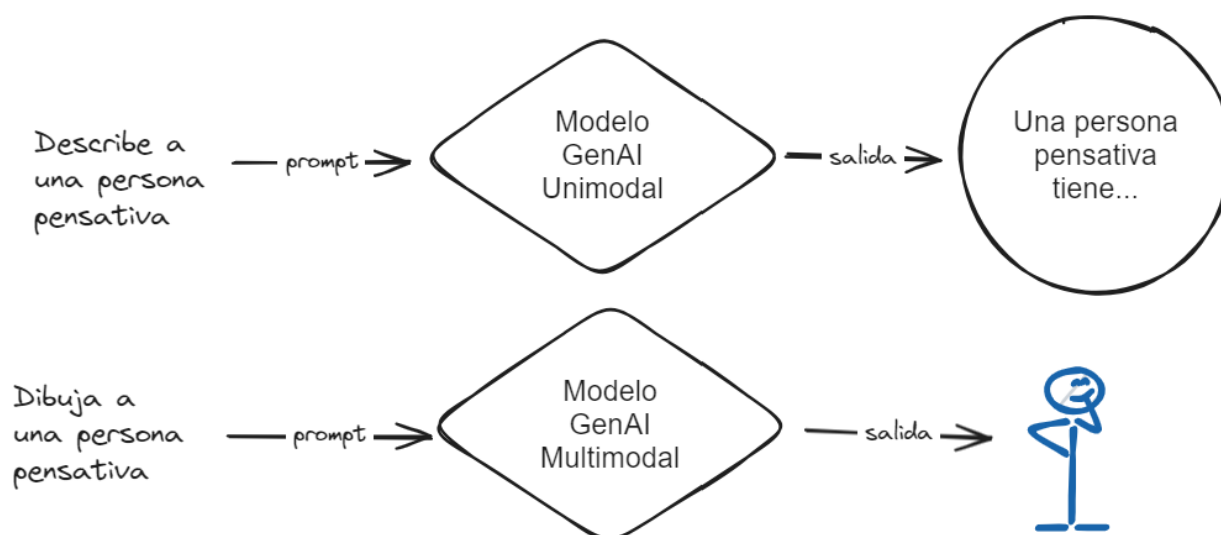 Describe a
una persona
pensativa
prompt
Modelo
GenAI
Unimodal
salida
Una persona
pensativa
tiene...
Dibuja a
una persona
pensativa
prompt
Modelo
GenAI
Multimodal
salida